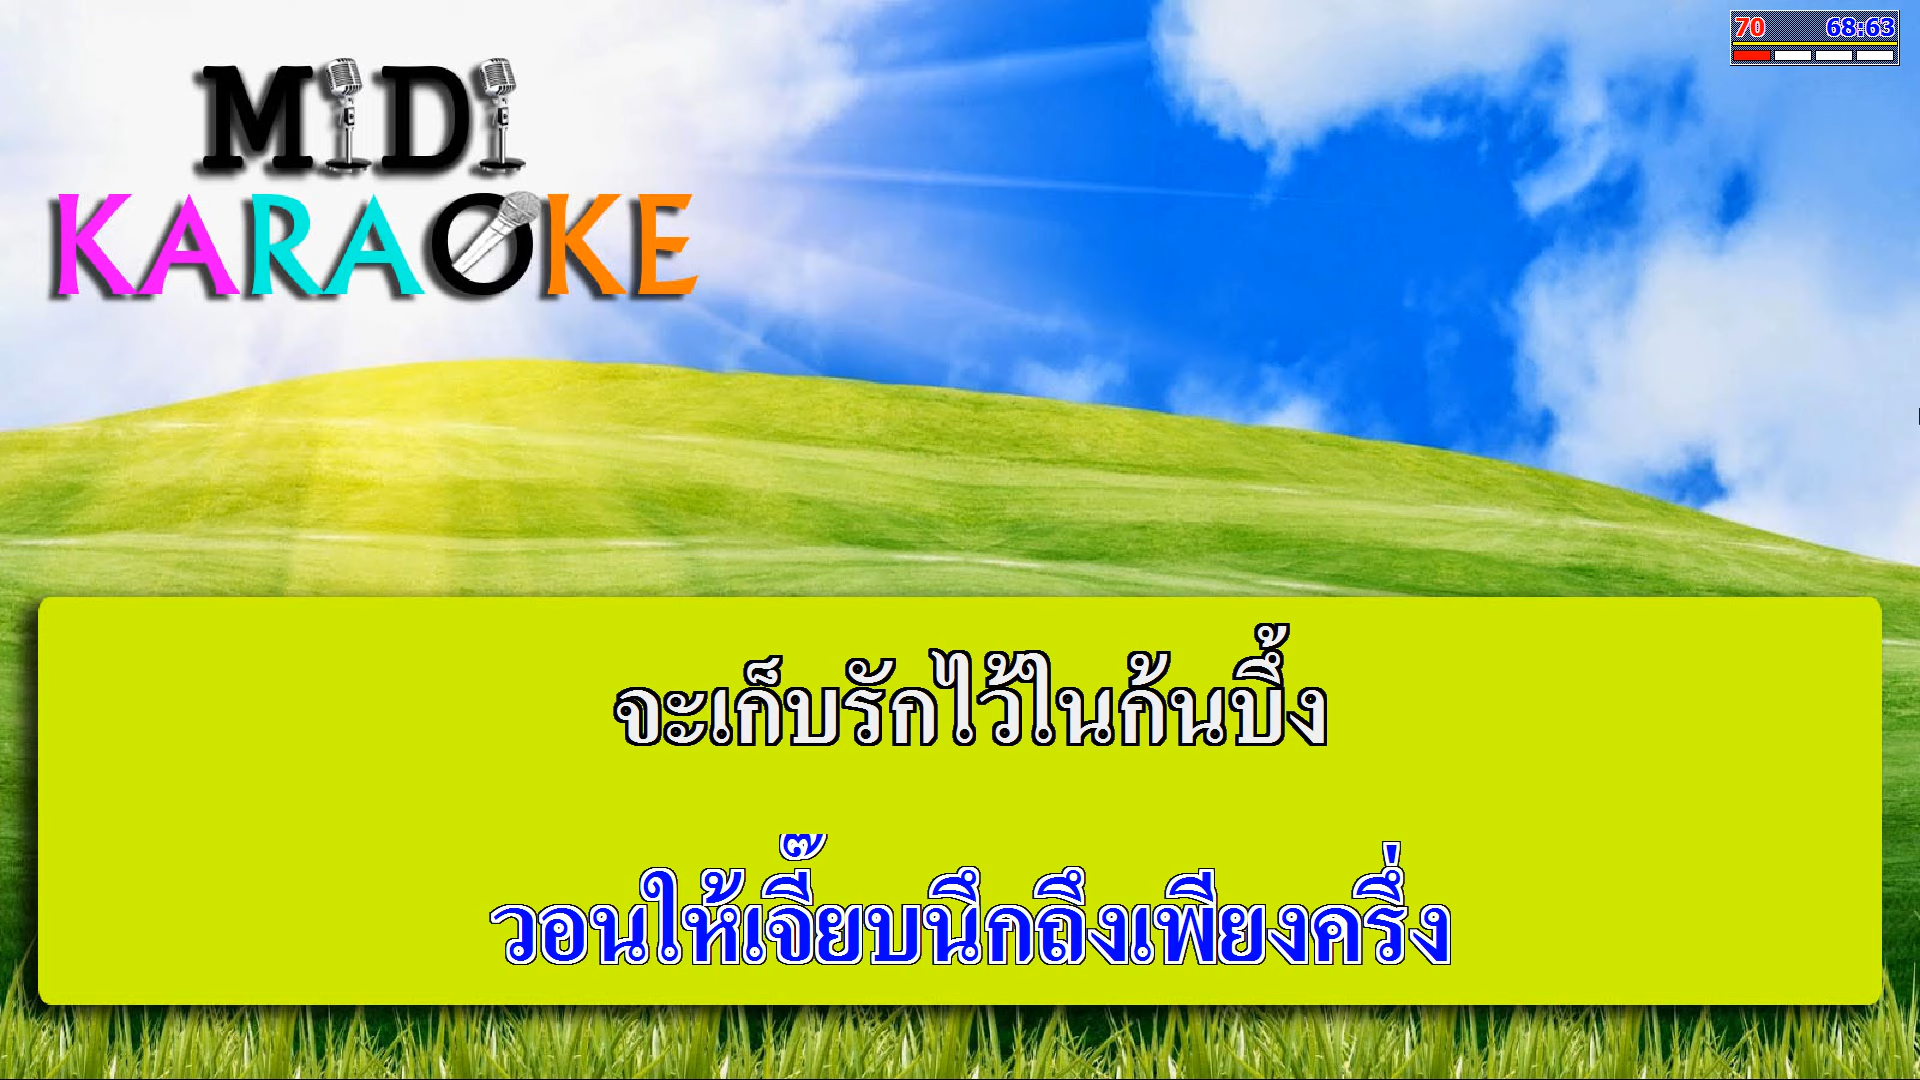 MiDi
KARAOKE
70 68:63
จะเก็บรักไว้ในก้นบึ้ง
วอนให้เจี๊ยบนึกถึงเพียงครึ่ง